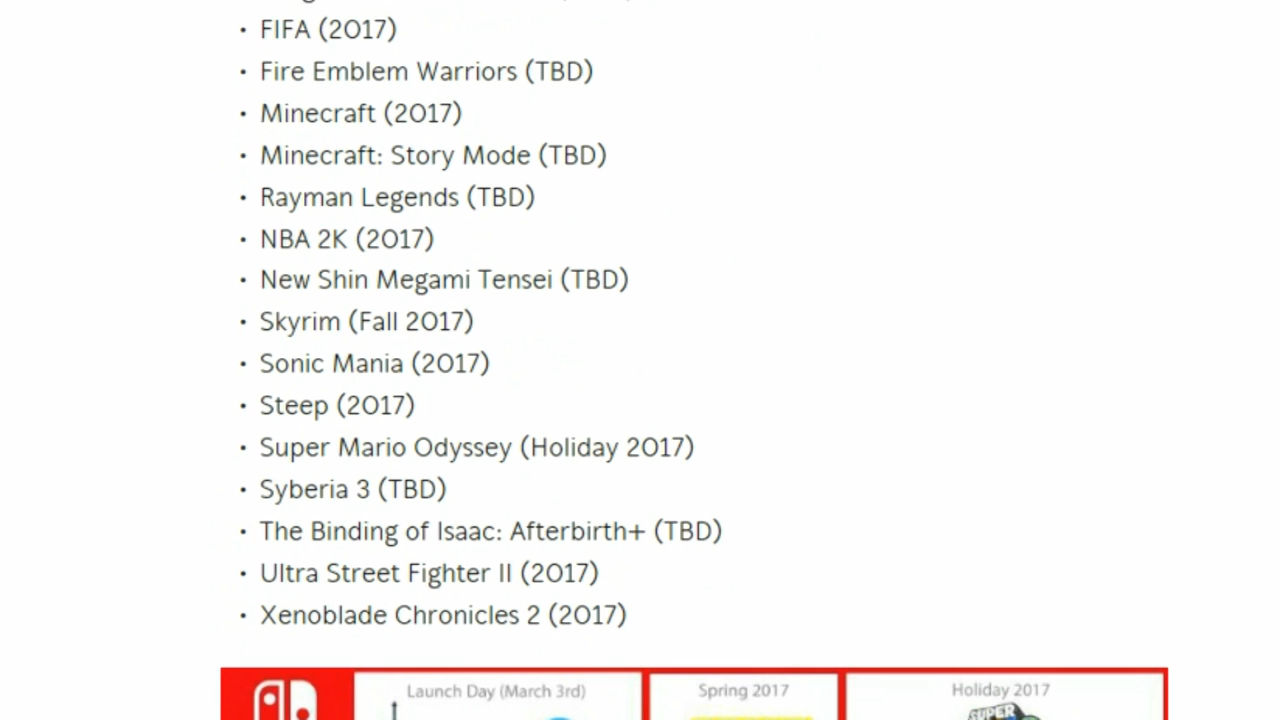 • FIFA (2017)
• Fire Emblem Warriors (TBD)
• Minecraft (2017)
• Minecraft: Story Mode (TBD)
• Rayman Legends (TBD)
• NBA 2K (2017)
• New Shin Megami Tensei (TBD)
• Skyrim (Fall 2017)
• Sonic Mania (2017)
• Steep (2017)
• Super Mario Odyssey (Holiday 2017)
• Syberia 3 (TBD)
• The Binding of Isaac: Afterbirth+ (TBD)
• Ultra Street Fighter II (2017)
• Xenoblade Chronicles 2 (2017)
Launch Day (March 3rd) Spring 2017 Holiday 2017
SUPER